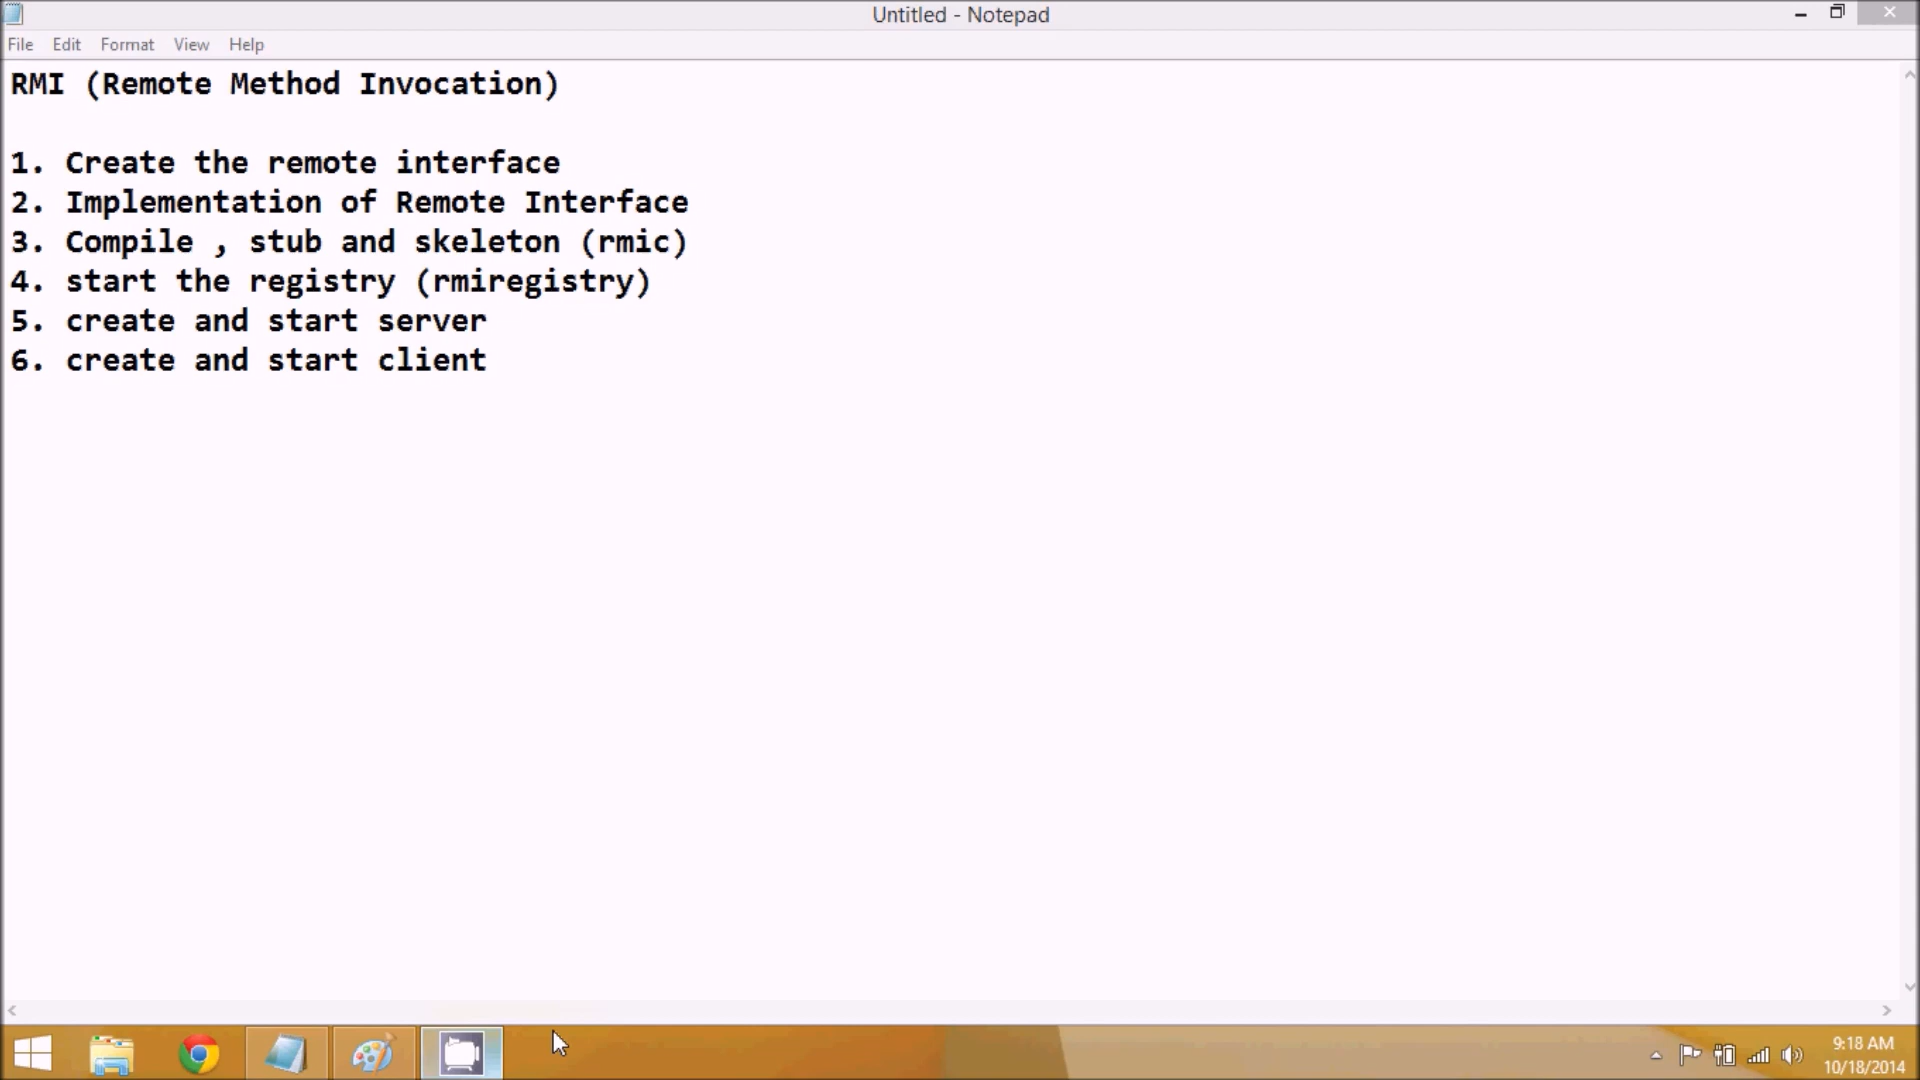 Untitled - Notepad
File Edit Format View Help
RMI (Remote Method Invocation)
1. Create the remote interface
2. Implementation of Remote Interface
3. Compile , stub and skeleton (rmic)
4. start the registry (rmiregistry)
5. create and start server
6. create and start client
9:18 AM
10/18/2014